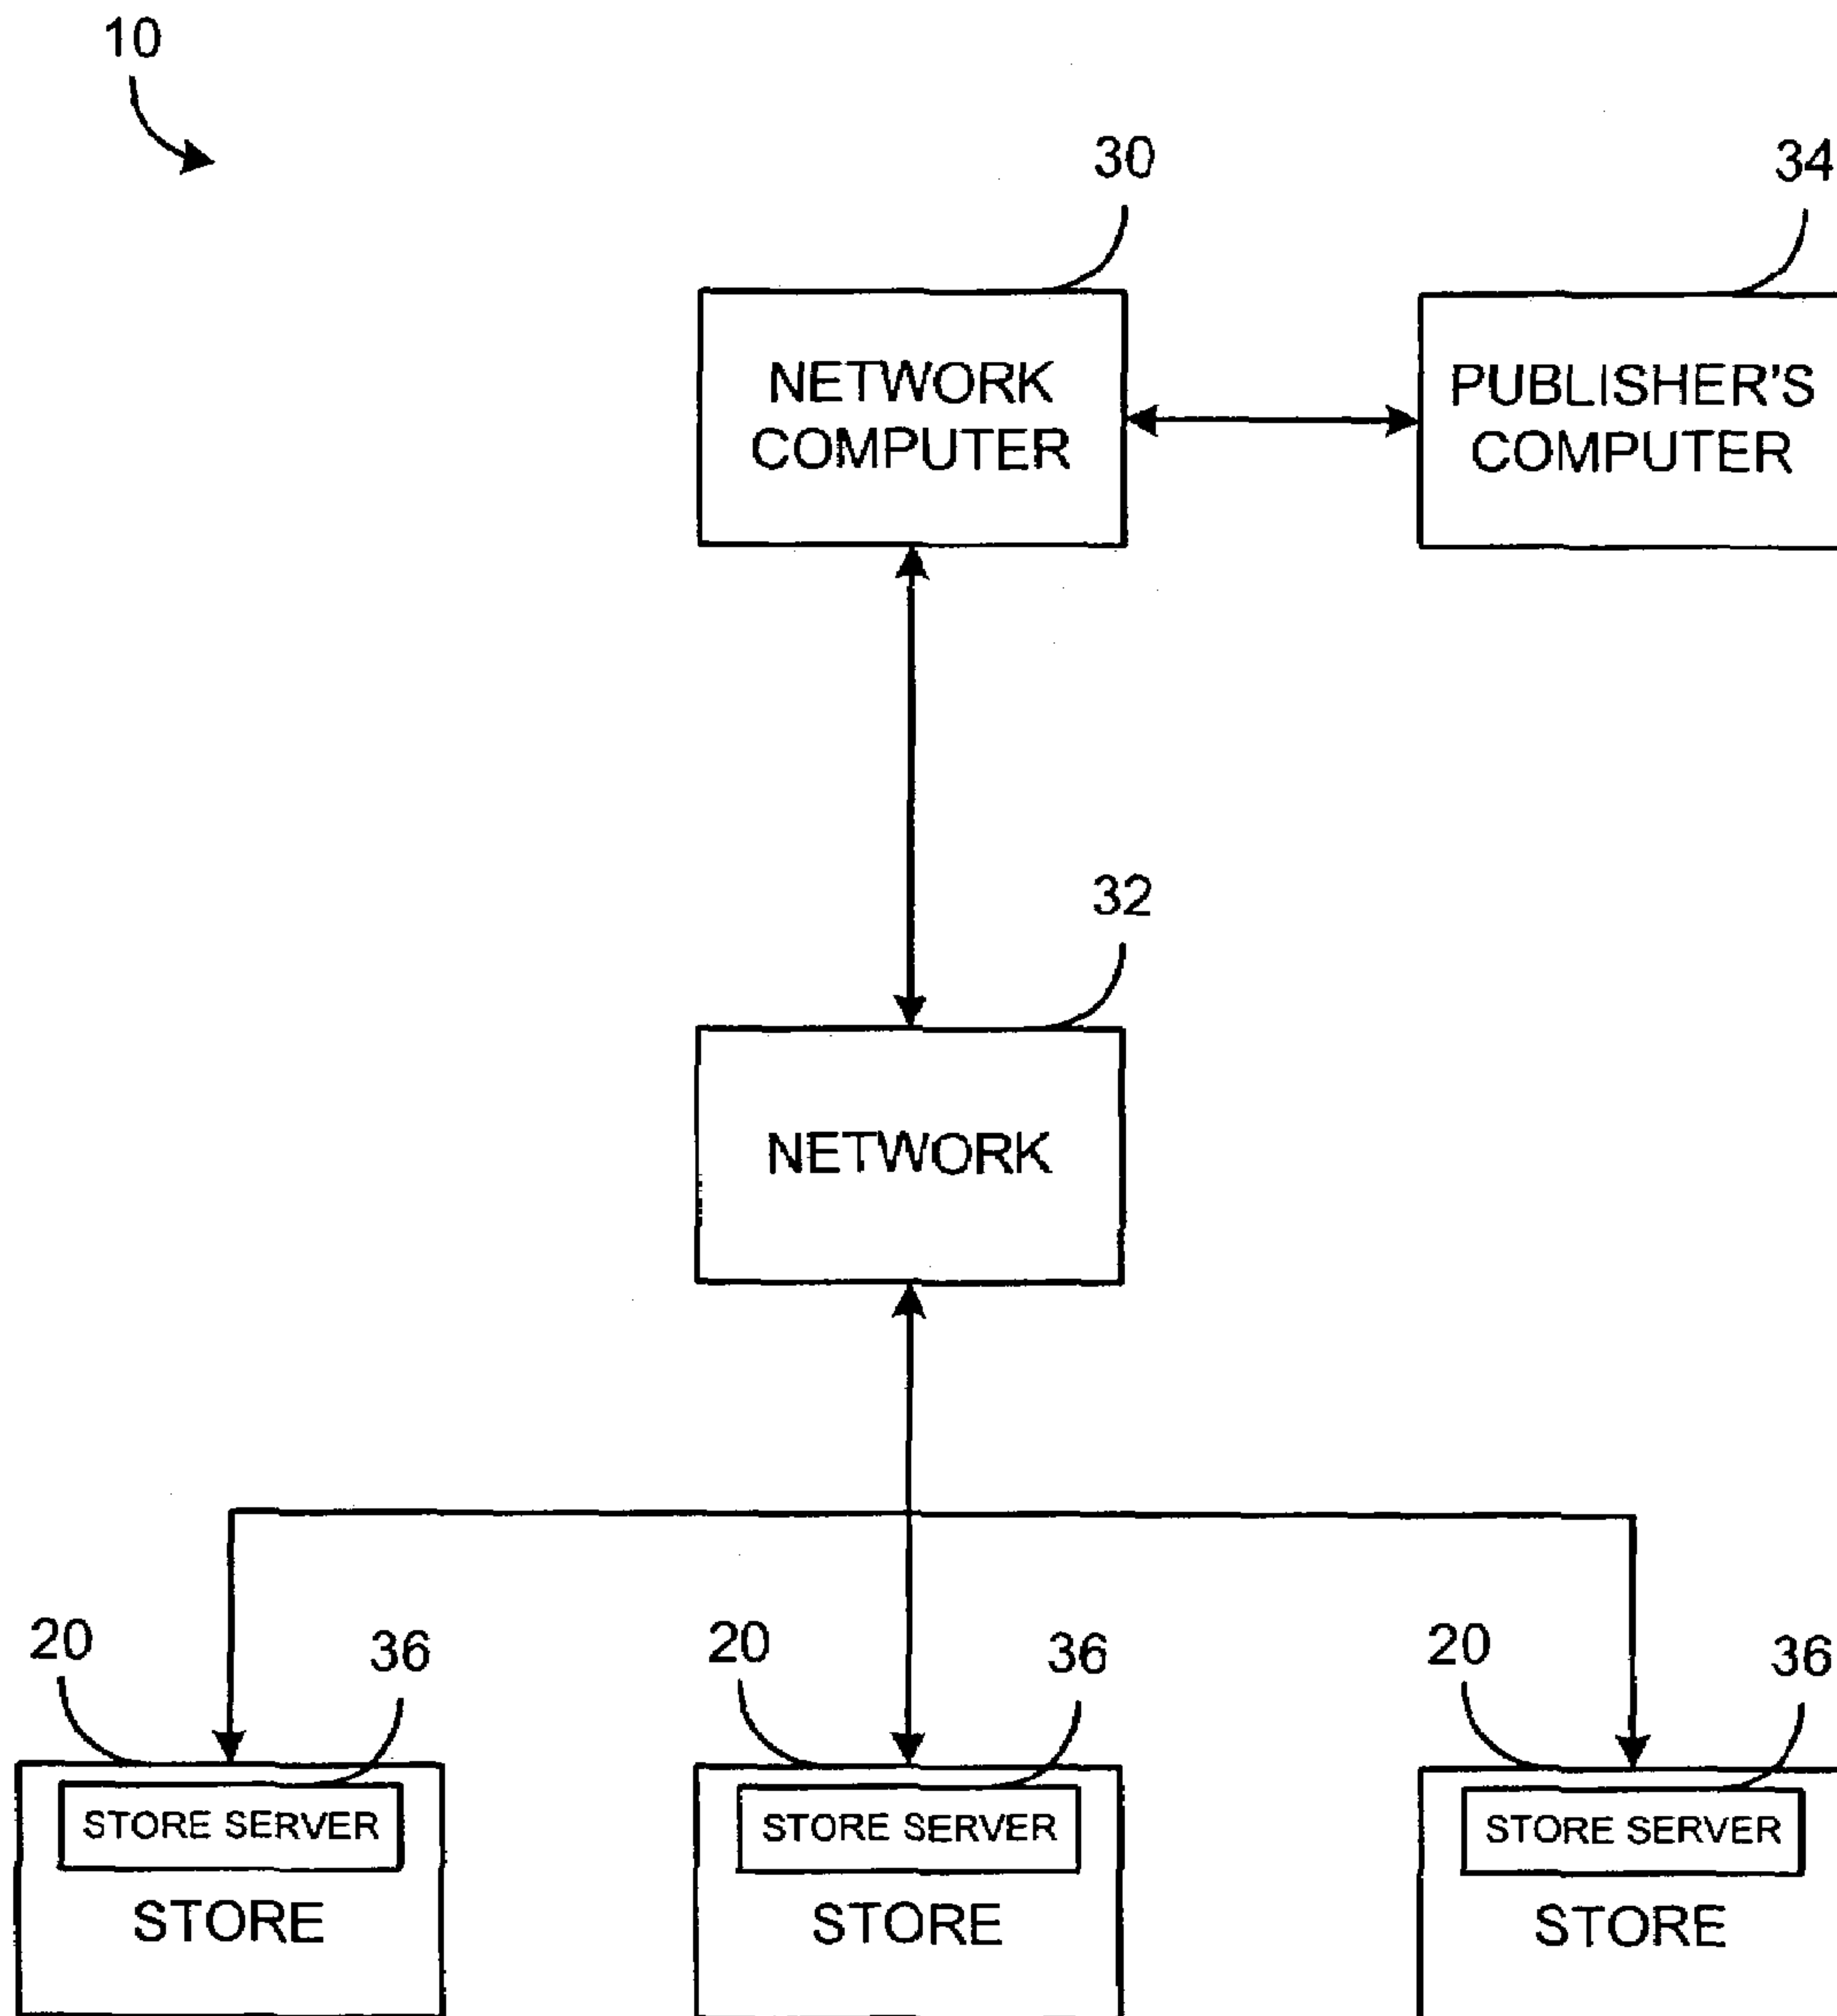 10
30
34
NETWORK
COMPUTER
PUBLISHER'S
COMPUTER
32
NETWORK
20
36
20
36
20
36
STORE SERVER
STORE
STORE SERVER
STORE
STORE SERVER
STORE